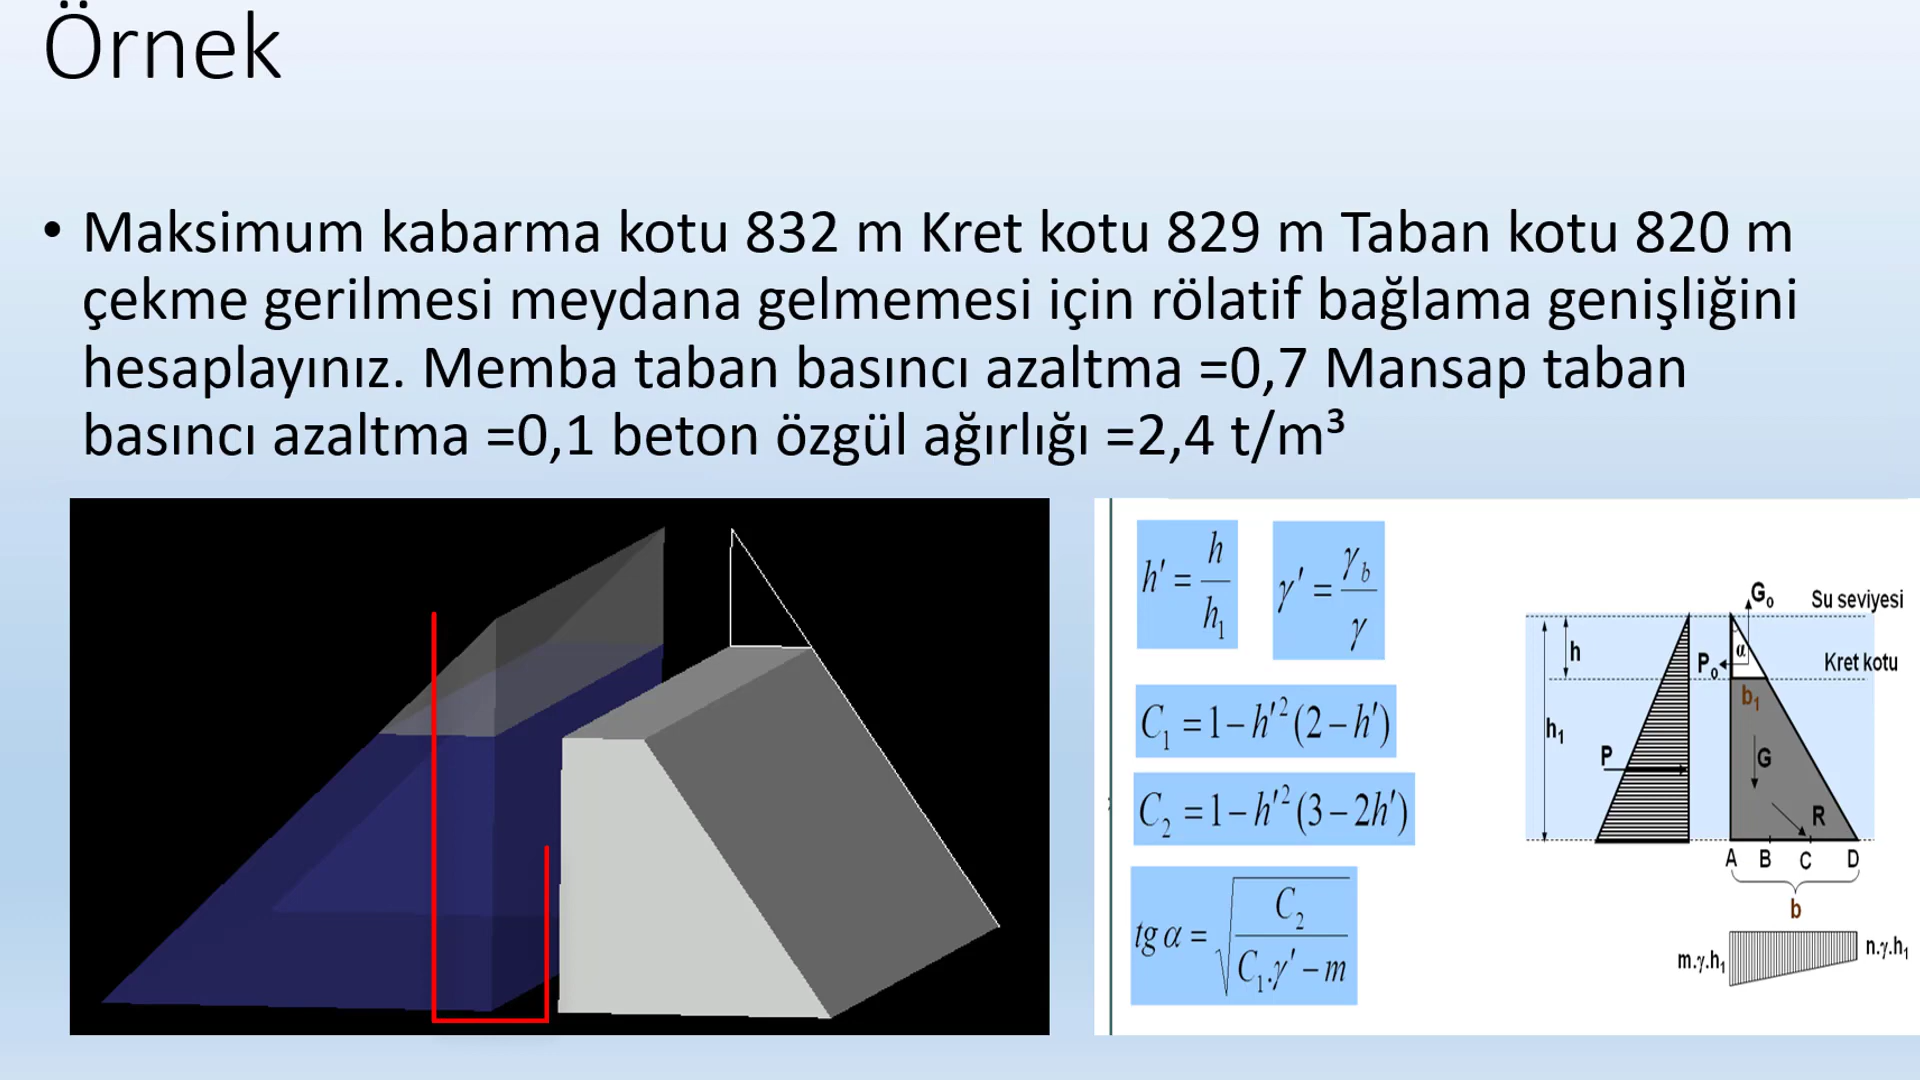 Örnek
• Maksimum kabarma kotu 832 m Kret kotu 829 m Taban kotu 820 m
çekme gerilmesi meydana gelmemesi için rölatif bağlama genişliğini
hesaplayınız. Memba taban basıncı azaltma =0,7 Mansap taban
basıncı azaltma =0,1 beton özgül ağırlığı =2,4 t/m³
h' = h / h₁
γ' = γ_b / γ
C₁ = 1 – h'² (2 – h')
C₂ = 1 – h'² (3 – 2h')
tg α = √(C₂ / (C₁.γ' – m))
G₀
Su seviyesi
h
P₀
α
Kret kotu
b₁
h₁
P
G
R
A B C D
b
m.γ.h₁
n.γ.h₁